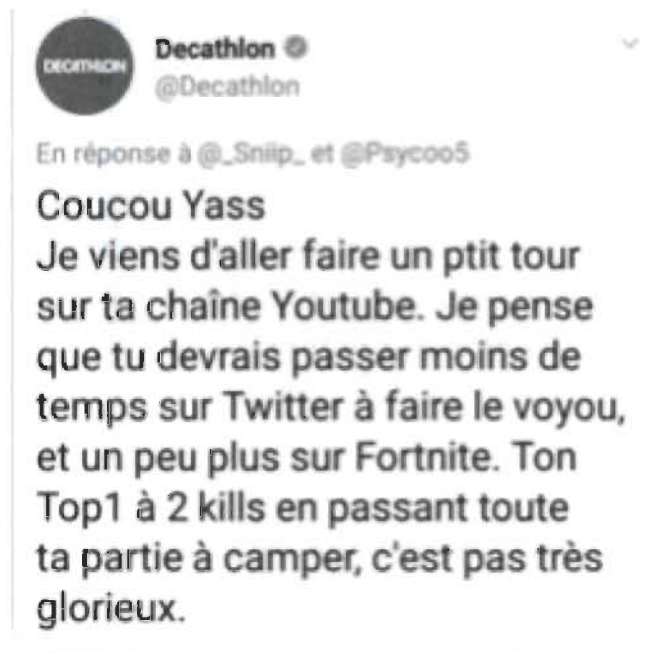 DECATHLON
Decathlon
@Decathlon
En réponse à @_Sniip_ et @Psycoo5
Coucou Yass
Je viens d'aller faire un ptit tour
sur ta chaîne Youtube. Je pense
que tu devrais passer moins de
temps sur Twitter à faire le voyou,
et un peu plus sur Fortnite. Ton
Top1 à 2 kills en passant toute
ta partie à camper, c'est pas très
glorieux.